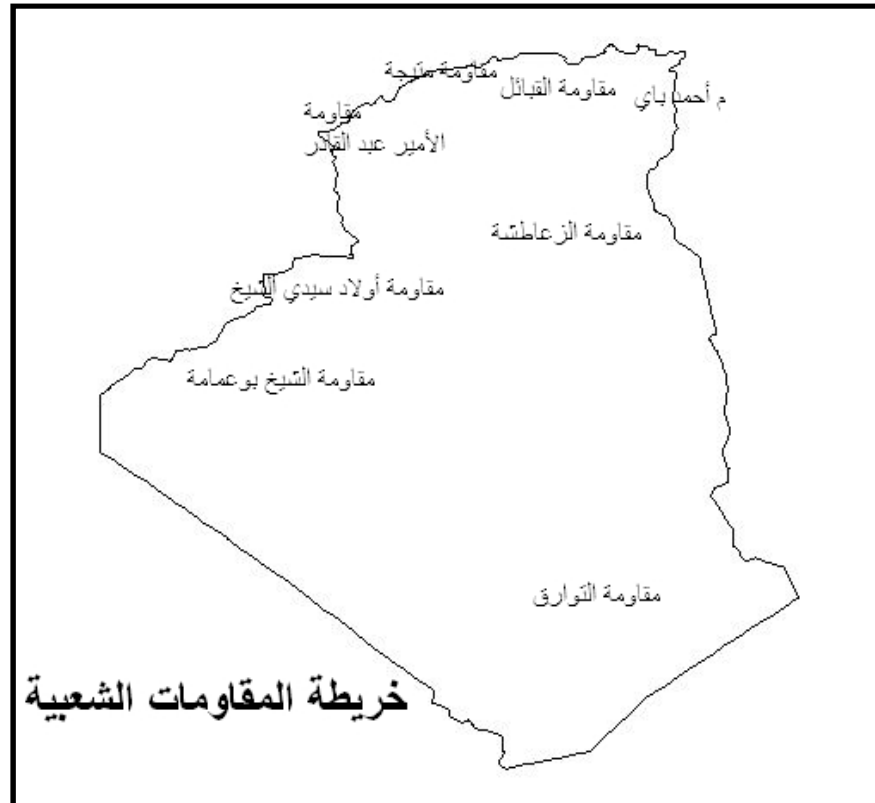 مقاومة متيجة
مقاومة القبائل
م أحمد باي
مقاومة
الأمير عبد القادر
مقاومة الزعاطشة
مقاومة أولاد سيدي الشيخ
مقاومة الشيخ بوعمامة
مقاومة التوارق
خريطة المقاومات الشعبية